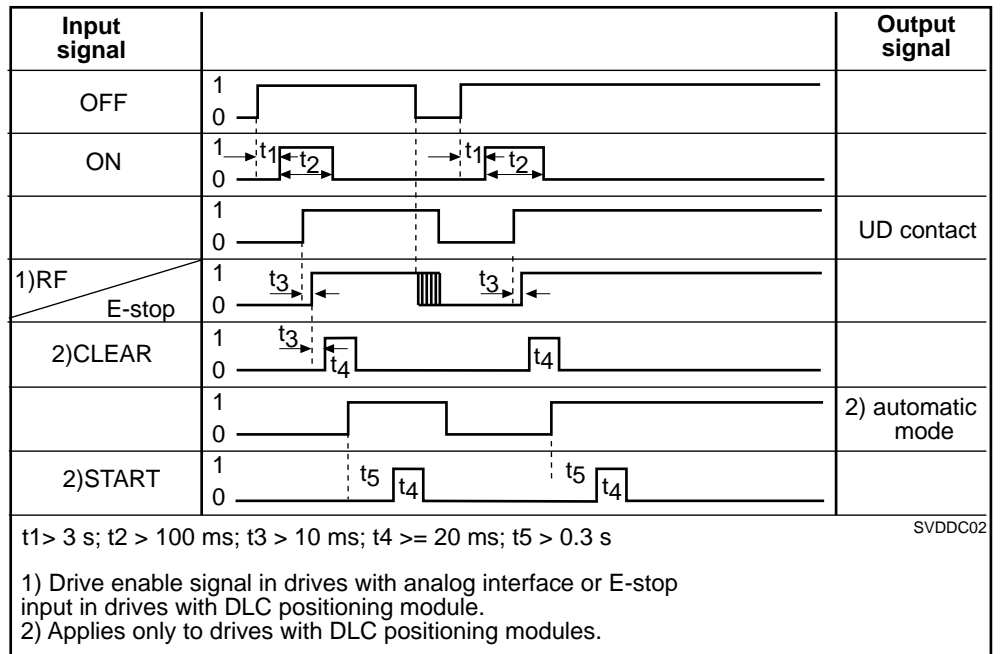 Input signal
Output signal
OFF
1
0
ON
1
0
t1
t2
t1
t2
1
0
UD contact
1)RF
E-stop
1
0
t3
t3
2)CLEAR
1
0
t3
t4
t4
1
0
2) automatic mode
2)START
1
0
t5
t4
t5
t4
t1> 3 s; t2 > 100 ms; t3 > 10 ms; t4 >= 20 ms; t5 > 0.3 s
SVDDC02
1) Drive enable signal in drives with analog interface or E-stop
input in drives with DLC positioning module.
2) Applies only to drives with DLC positioning modules.